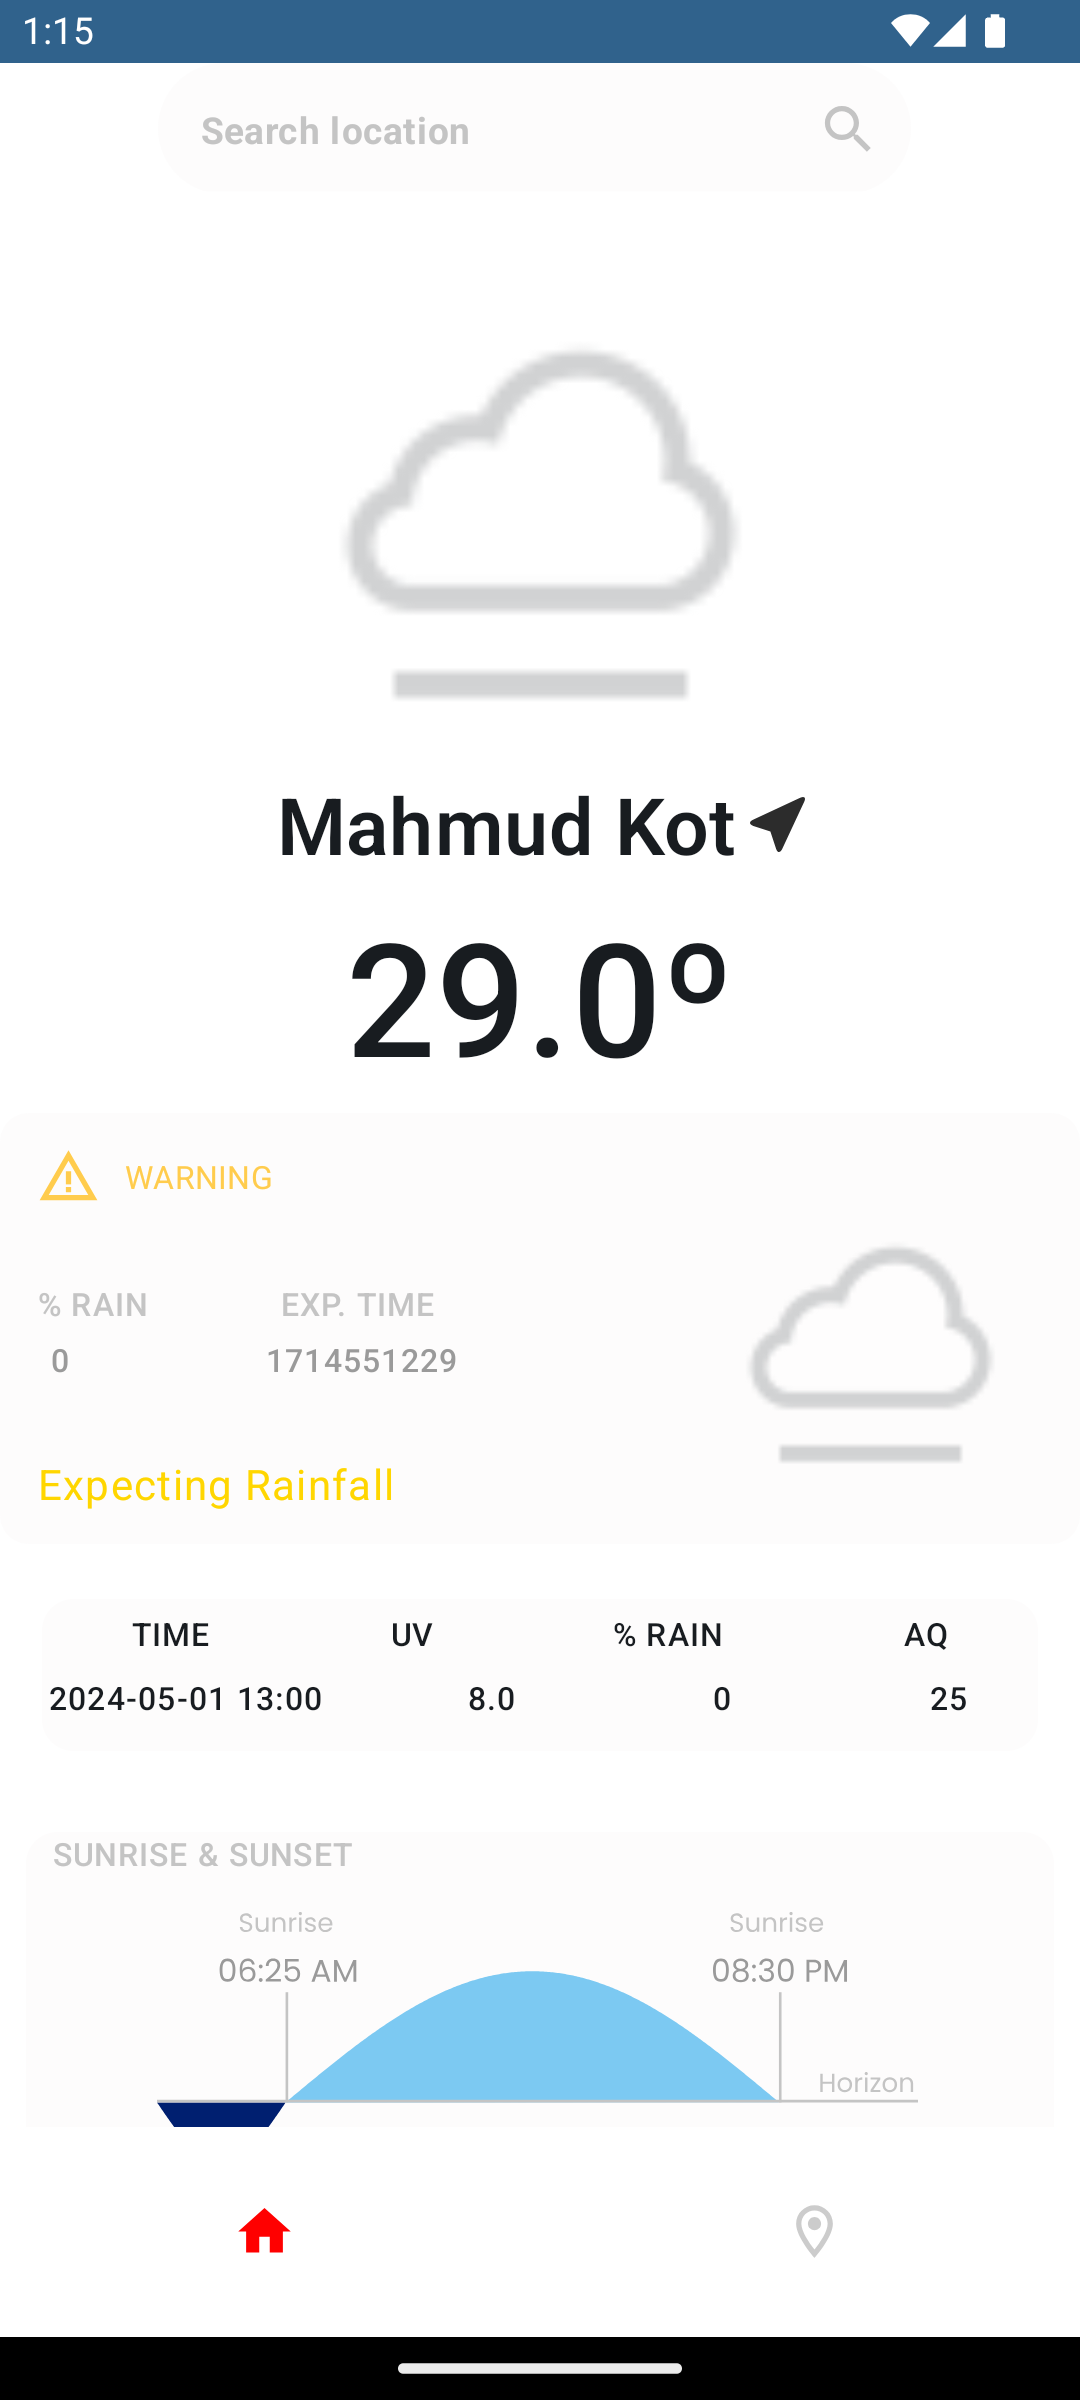 1:15
Search location
Mahmud Kot
29.0º
WARNING
% RAIN EXP. TIME
0 1714551229
Expecting Rainfall
TIME UV % RAIN AQ
2024-05-01 13:00 8.0 0 25
SUNRISE & SUNSET
Sunrise Sunrise
06:25 AM 08:30 PM
Horizon